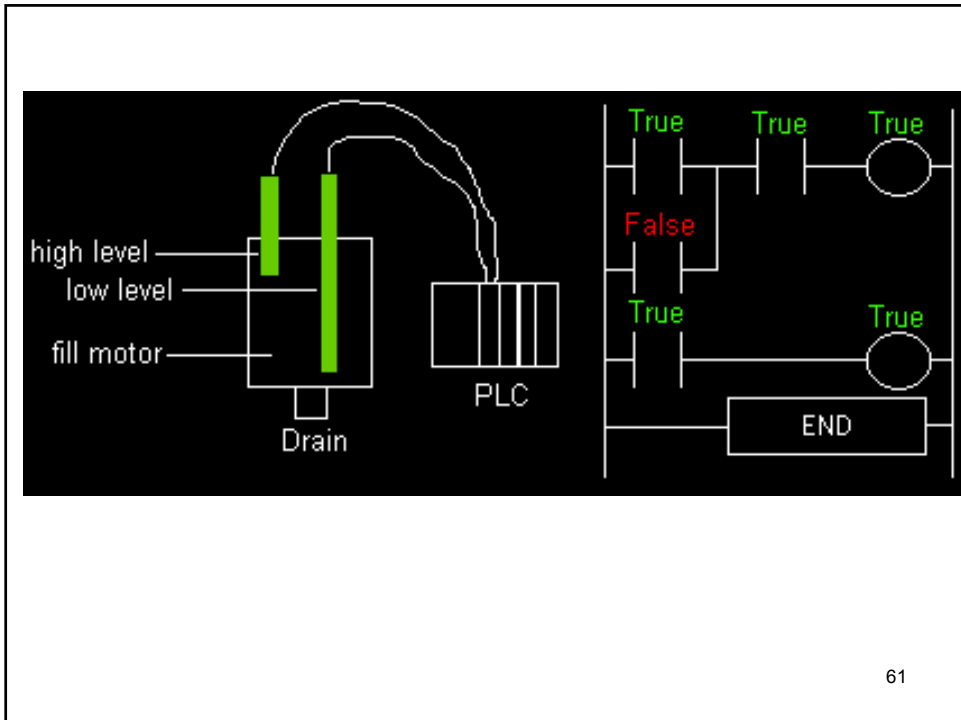 high level
low level
fill motor
Drain
PLC
True True True
False
True True
END
61